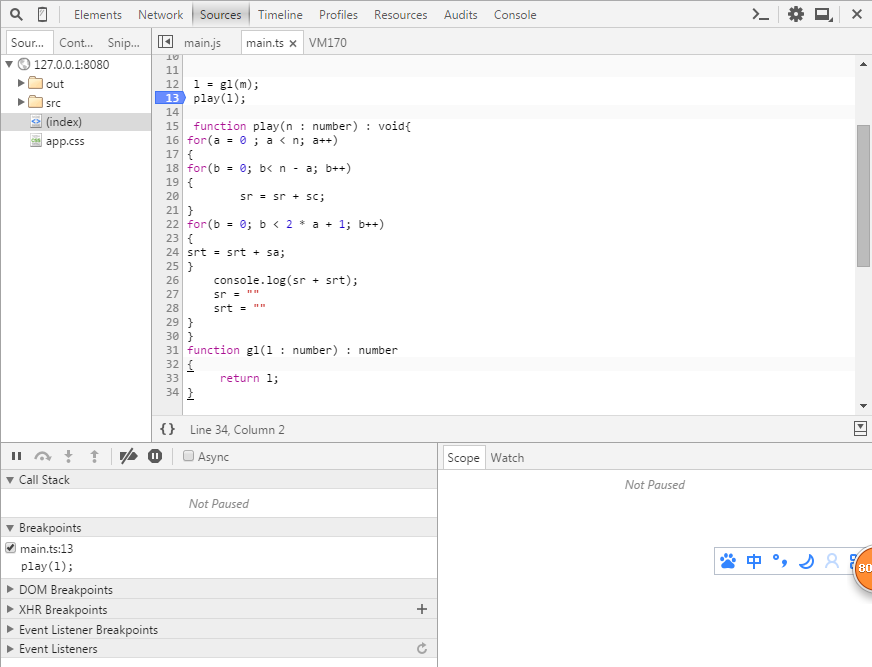 Elements Network Sources Timeline Profiles Resources Audits Console
Sour... Cont... Snip...
main.js main.ts × VM170
127.0.0.1:8080
out
src
(index)
app.css
10
11
12 l = gl(m);
13 play(l);
14
15 function play(n : number) : void{
16 for(a = 0 ; a < n; a++)
17 {
18 for(b = 0; b< n - a; b++)
19 {
20 sr = sr + sc;
21 }
22 for(b = 0; b < 2 * a + 1; b++)
23 {
24 srt = srt + sa;
25 }
26 console.log(sr + srt);
27 sr = ""
28 srt = ""
29 }
30 }
31 function gl(l : number) : number
32 {
33 return l;
34 }
{} Line 34, Column 2
Async
Call Stack
Not Paused
Breakpoints
main.ts:13
play(l);
DOM Breakpoints
XHR Breakpoints +
Event Listener Breakpoints
Event Listeners
Scope Watch
Not Paused
中
80